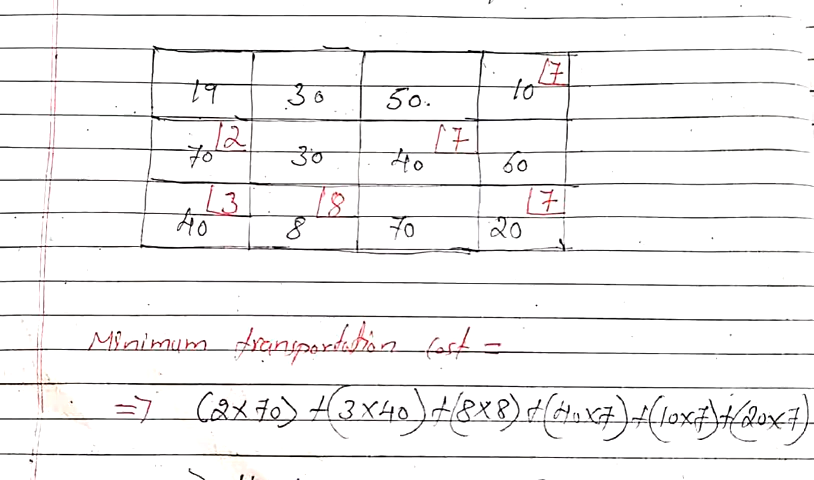 19 30 50. 10 7
70 2 30 40 7 60
40 3 8 8 70 20 7
Minimum transportation cost =
=> (2×70) + (3×40) + (8×8) + (40×7) + (10×7) + (20×7)